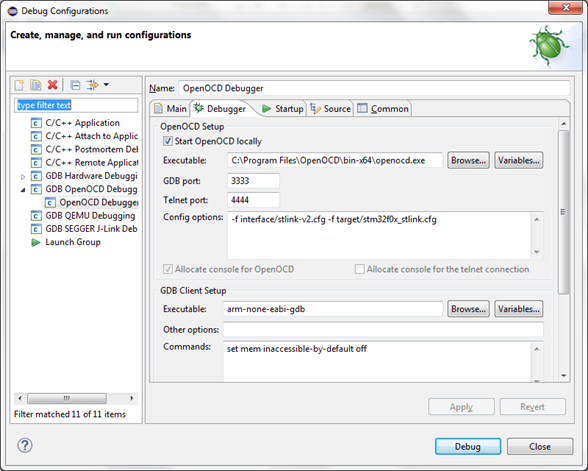 Debug Configurations
Create, manage, and run configurations
type filter text
C/C++ Application
C/C++ Attach to Applic
C/C++ Postmortem Deb
C/C++ Remote Applicat
GDB Hardware Debuggin
GDB OpenOCD Debugg
OpenOCD Debugger
GDB QEMU Debugging
GDB SEGGER J-Link Deb
Launch Group
Filter matched 11 of 11 items
Name: OpenOCD Debugger
Main Debugger Startup Source Common
OpenOCD Setup
Start OpenOCD locally
Executable: C:\Program Files\OpenOCD\bin-x64\openocd.exe Browse... Variables...
GDB port: 3333
Telnet port: 4444
Config options: -f interface/stlink-v2.cfg -f target/stm32f0x_stlink.cfg
Allocate console for OpenOCD Allocate console for the telnet connection
GDB Client Setup
Executable: arm-none-eabi-gdb Browse... Variables...
Other options:
Commands: set mem inaccessible-by-default off
Apply Revert
? Debug Close